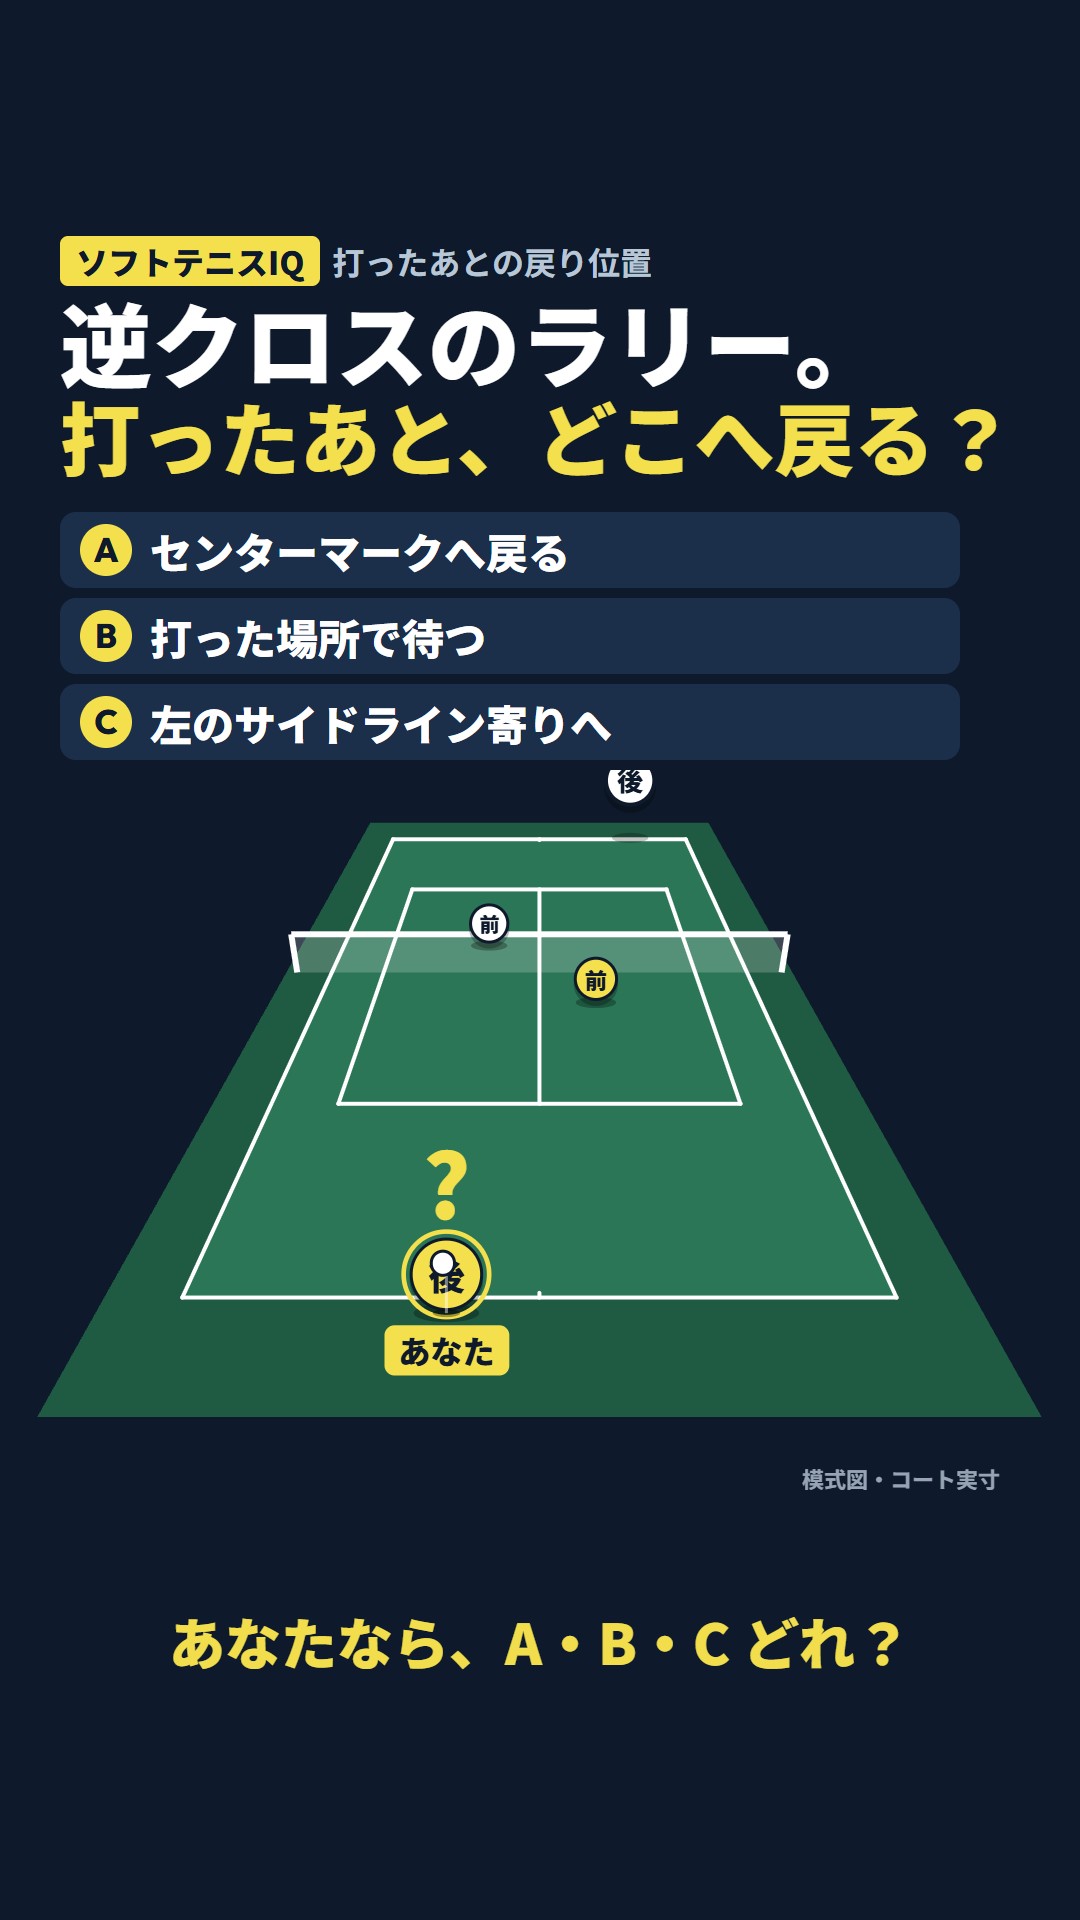 ソフトテニスIQ 打ったあとの戻り位置
逆クロスのラリー。
打ったあと、どこへ戻る？
A センターマークへ戻る
B 打った場所で待つ
C 左のサイドライン寄りへ
後
前
前
?
後
あなた
模式図・コート実寸
あなたなら、A・B・C どれ？